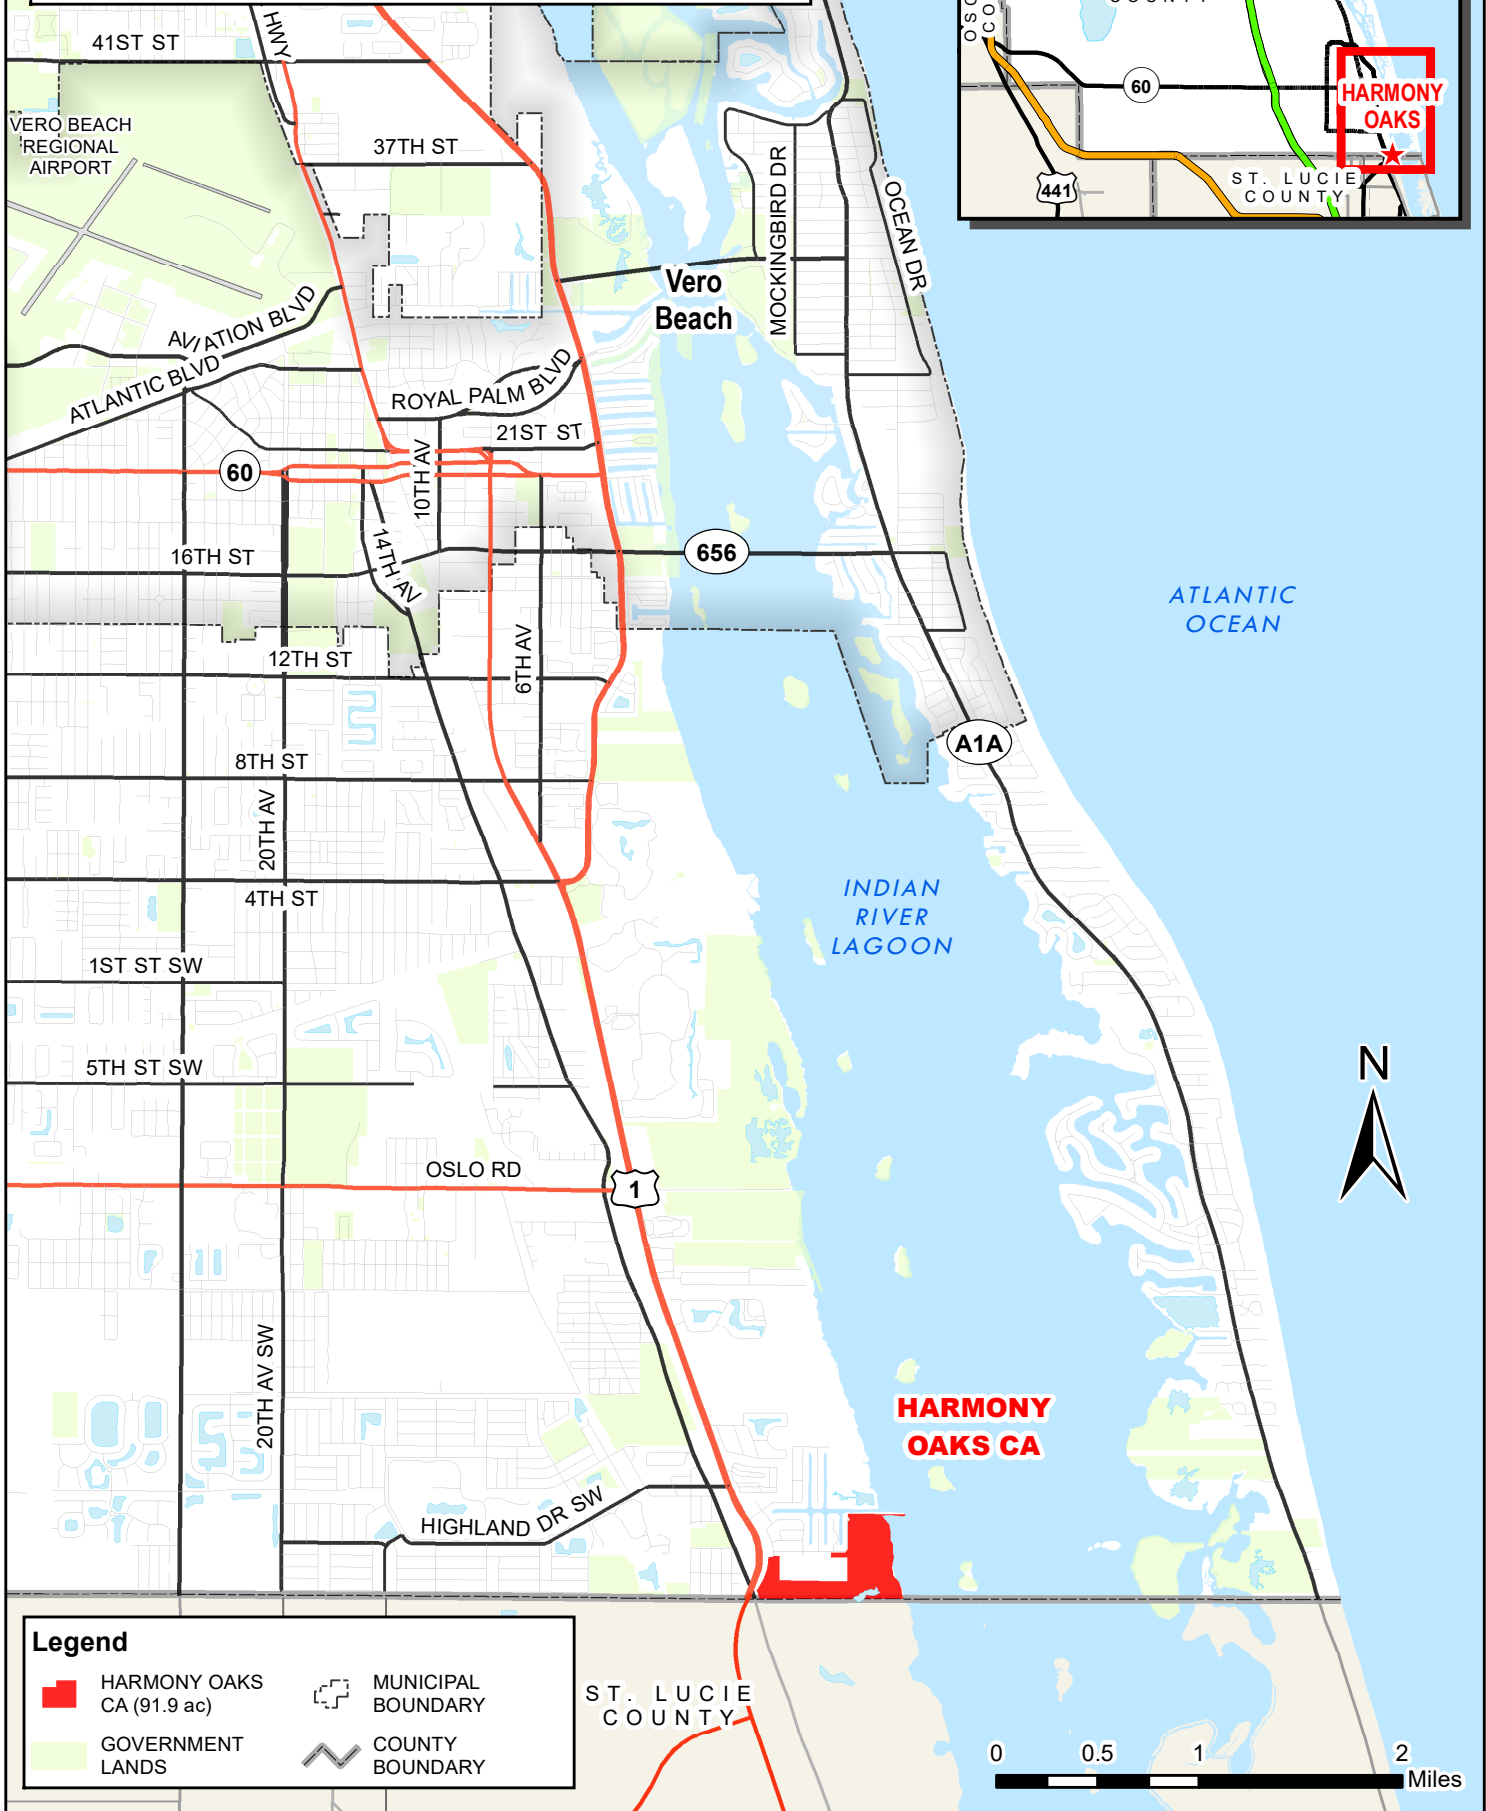 COUNTY
OSC
CO
60
HARMONY
OAKS
441
ST. LUCIE
COUNTY
41ST ST
HWY
VERO BEACH
REGIONAL
AIRPORT
37TH ST
MOCKINGBIRD DR
OCEAN DR
Vero
Beach
AVIATION BLVD
ATLANTIC BLVD
ROYAL PALM BLVD
21ST ST
10TH AV
60
16TH ST
14TH AV
656
ATLANTIC
OCEAN
6TH AV
12TH ST
A1A
8TH ST
20TH AV
4TH ST
INDIAN
RIVER
LAGOON
1ST ST SW
5TH ST SW
N
OSLO RD
1
20TH AV SW
HARMONY
OAKS CA
HIGHLAND DR SW
Legend
HARMONY OAKS
CA (91.9 ac)
MUNICIPAL
BOUNDARY
GOVERNMENT
LANDS
COUNTY
BOUNDARY
ST. LUCIE
COUNTY
0 0.5 1 2
Miles